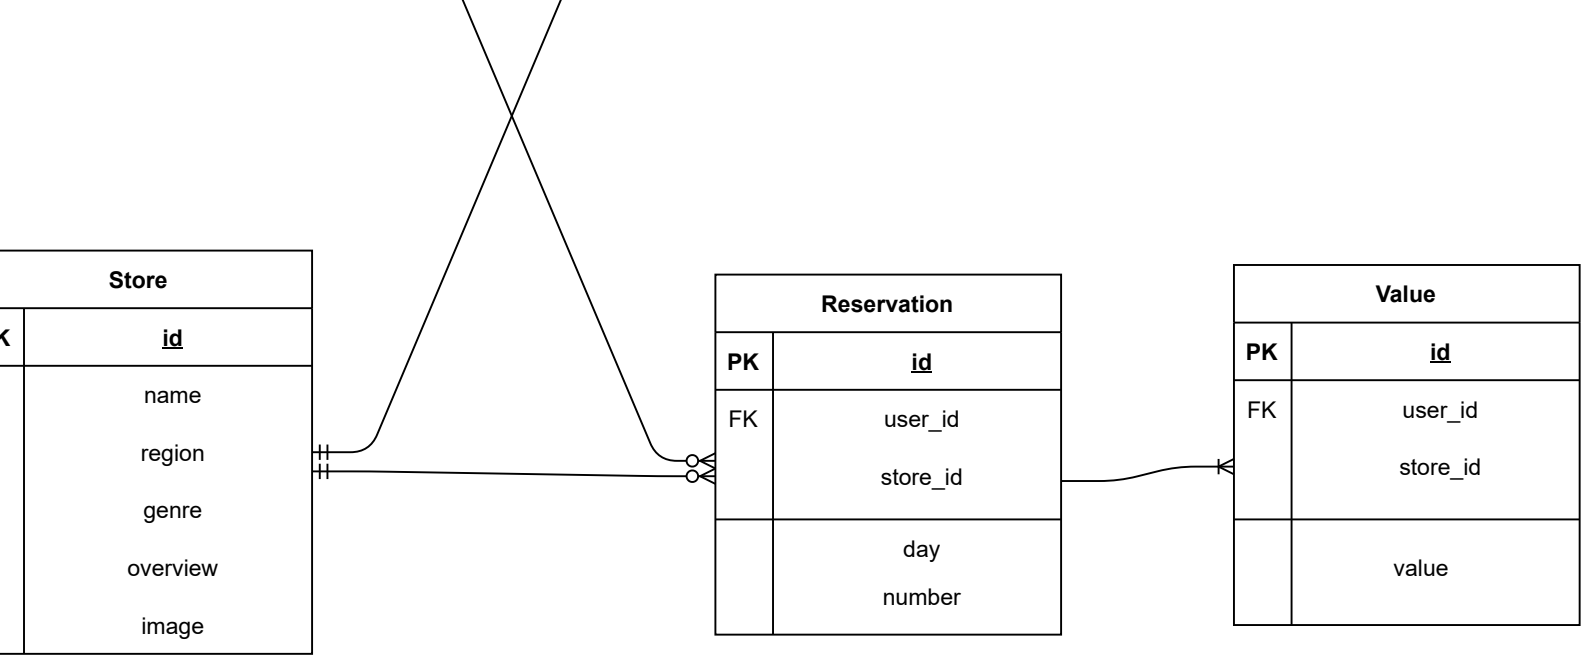 Store
K
id
name
region
genre
overview
image
Reservation
PK
id
FK
user_id
store_id
day
number
Value
PK
id
FK
user_id
store_id
value